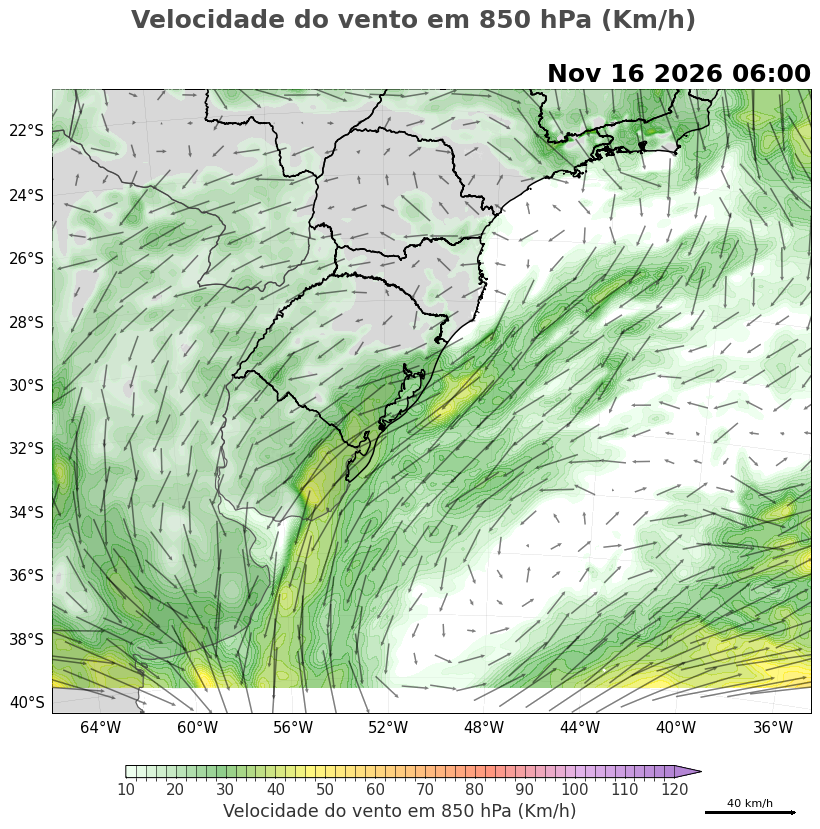 Velocidade do vento em 850 hPa (Km/h)
Nov 16 2026 06:00
22°S
24°S
26°S
28°S
30°S
32°S
34°S
36°S
38°S
40°S
64°W 60°W 56°W 52°W 48°W 44°W 40°W 36°W
10 20 30 40 50 60 70 80 90 100 110 120
40 km/h
Velocidade do vento em 850 hPa (Km/h)